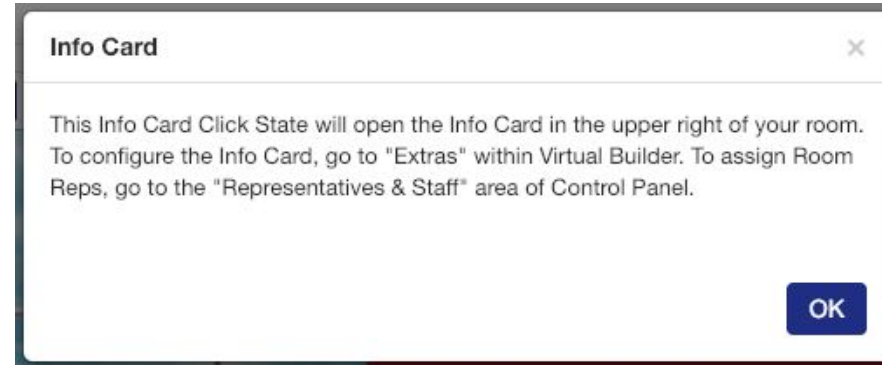 Info Card
×
This Info Card Click State will open the Info Card in the upper right of your room.
To configure the Info Card, go to "Extras" within Virtual Builder. To assign Room
Reps, go to the "Representatives & Staff" area of Control Panel.
OK